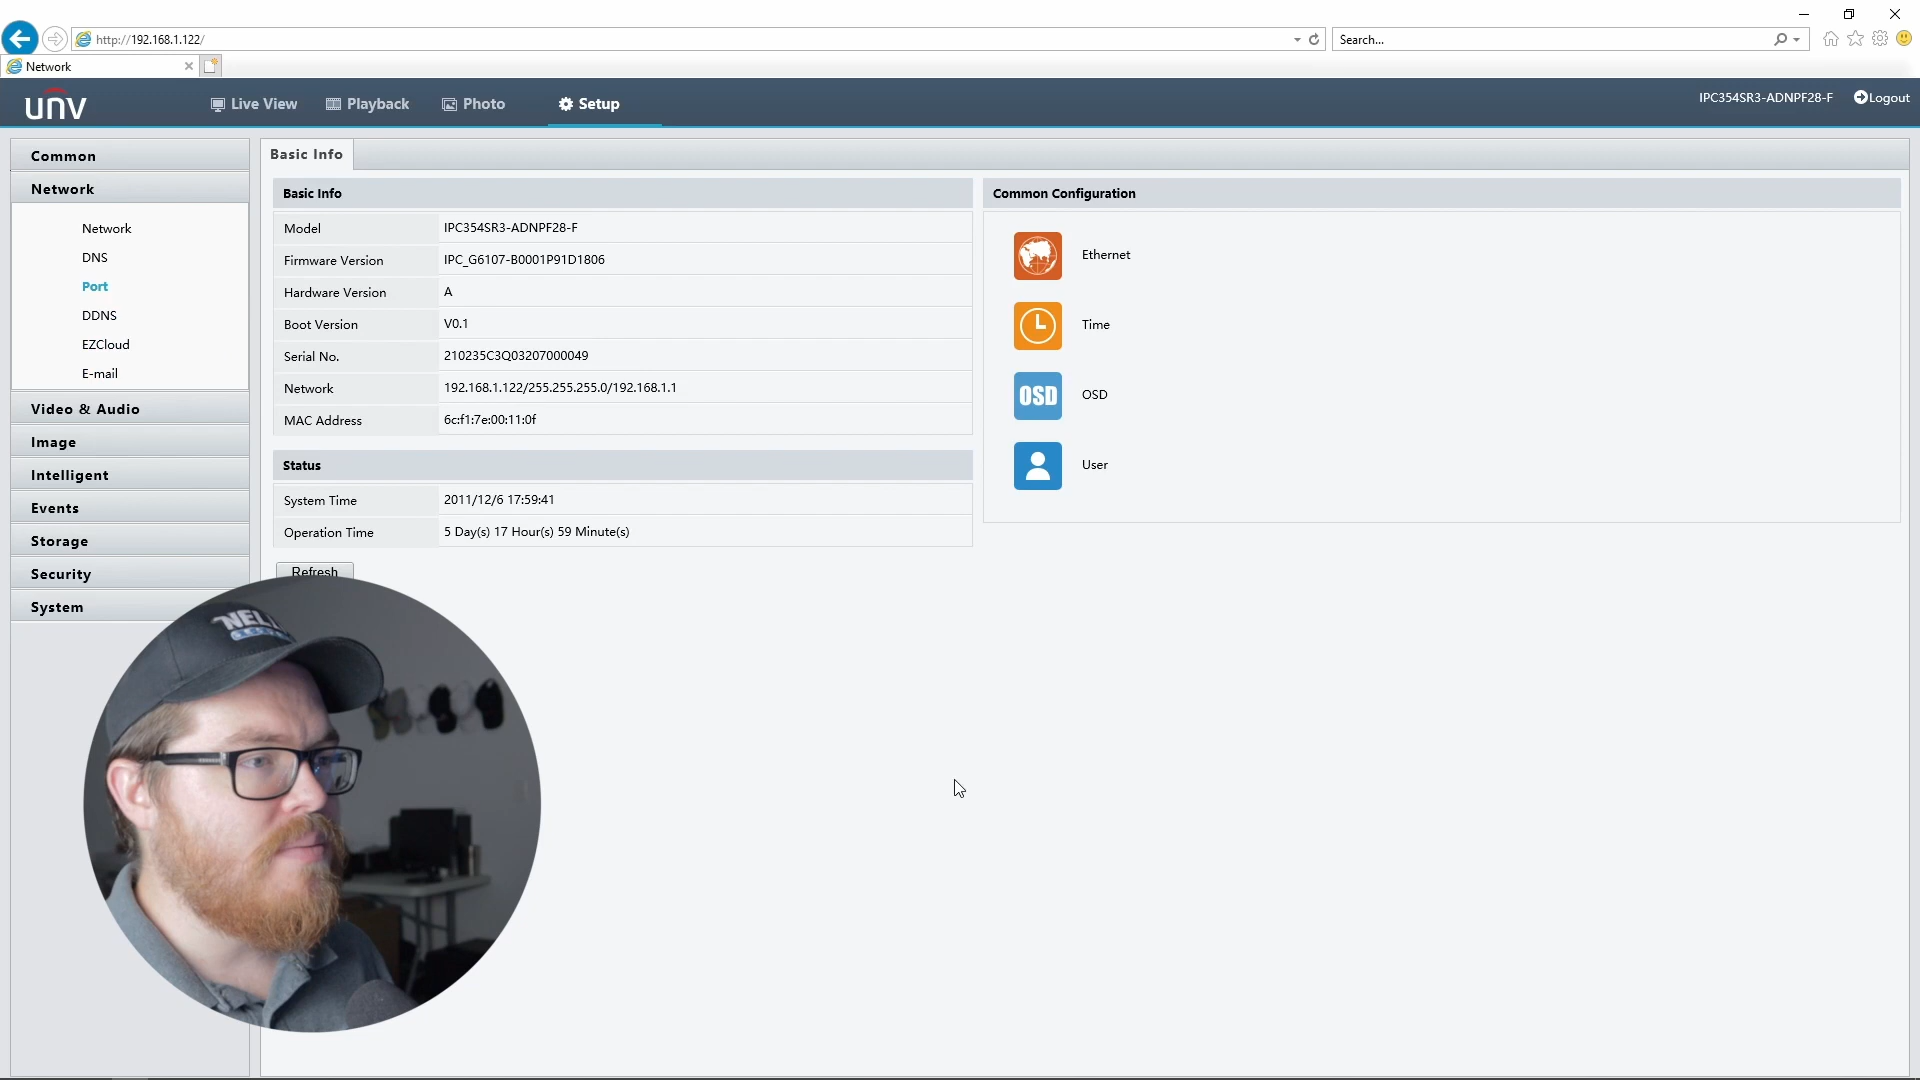 http://192.168.1.122/
Search...
Network
unv
Live View
Playback
Photo
Setup
IPC354SR3-ADNPF28-F
Logout
Common
Network
Network
DNS
Port
DDNS
EZCloud
E-mail
Video & Audio
Image
Intelligent
Events
Storage
Security
System
Basic Info
Basic Info
Model IPC354SR3-ADNPF28-F
Firmware Version IPC_G6107-B0001P91D1806
Hardware Version A
Boot Version V0.1
Serial No. 210235C3Q03207000049
Network 192.168.1.122/255.255.255.0/192.168.1.1
MAC Address 6c:f1:7e:00:11:0f
Status
System Time 2011/12/6 17:59:41
Operation Time 5 Day(s) 17 Hour(s) 59 Minute(s)
Refresh
Common Configuration
Ethernet
Time
OSD OSD
User